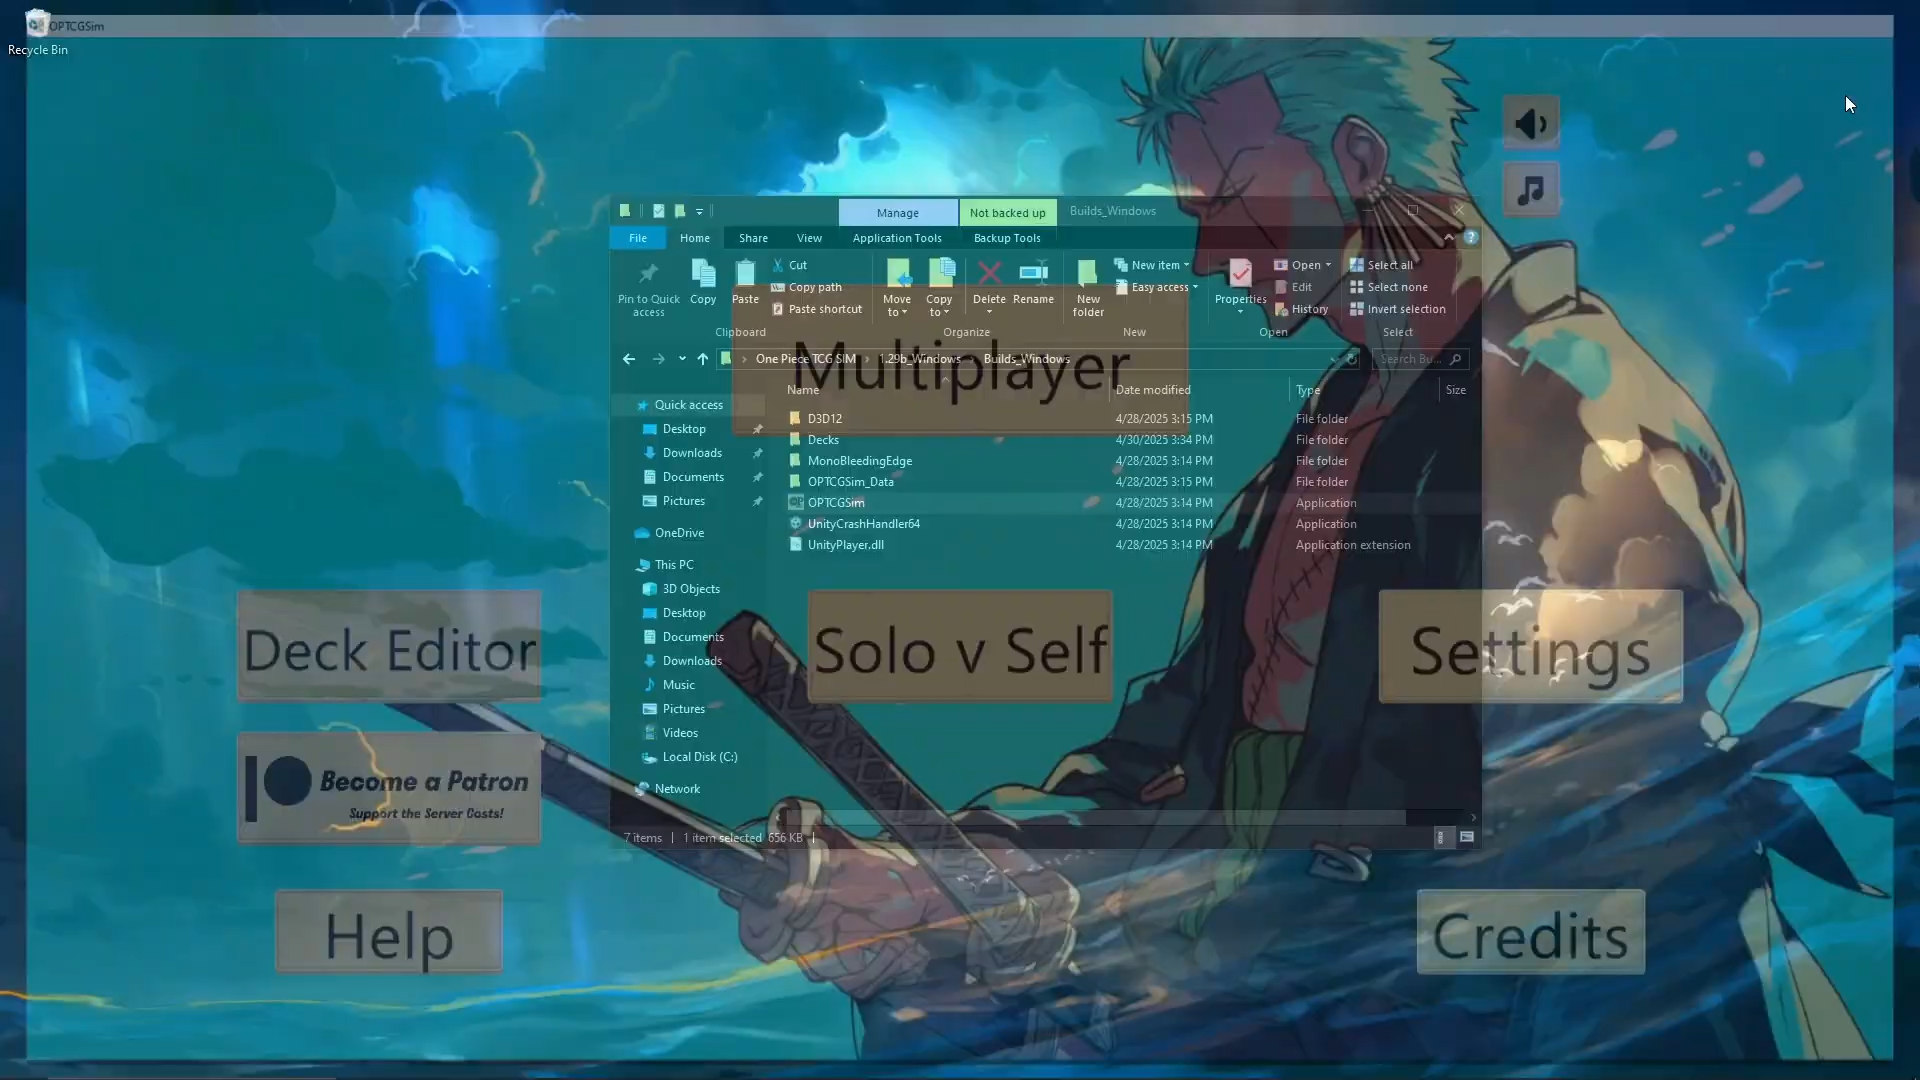 OPTCGSim
Recycle Bin
Manage
Not backed up
Builds_Windows
File
Home
Share
View
Application Tools
Backup Tools
Pin to Quick access
Copy
Paste
Cut
Copy path
Paste shortcut
Move to
Copy to
Delete
Rename
New folder
New item
Easy access
Properties
Open
Edit
History
Select all
Select none
Invert selection
Clipboard
Organize
New
Open
Select
One Piece TCG SIM > 1.29b_Windows > Builds_Windows
Search Bu...
Multiplayer
Name Date modified Type Size
D3D12 4/28/2025 3:15 PM File folder
Decks 4/30/2025 3:34 PM File folder
MonoBleedingEdge 4/28/2025 3:14 PM File folder
OPTCGSim_Data 4/28/2025 3:15 PM File folder
OPTCGSim 4/28/2025 3:14 PM Application
UnityCrashHandler64 4/28/2025 3:14 PM Application
UnityPlayer.dll 4/28/2025 3:14 PM Application extension
Quick access
Desktop
Downloads
Documents
Pictures
OneDrive
This PC
3D Objects
Desktop
Documents
Downloads
Music
Pictures
Videos
Local Disk (C:)
Network
7 items
1 item selected 656 KB
Deck Editor
Solo v Self
Settings
Become a Patron
Support the Server Costs!
Help
Credits